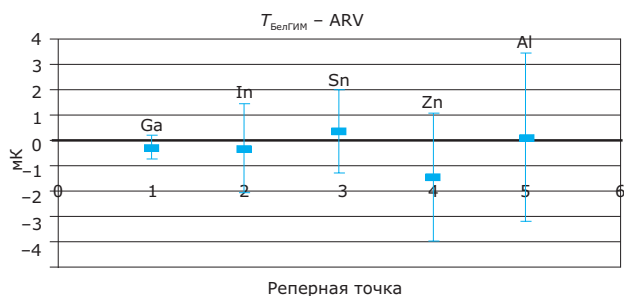 T БелГИМ – ARV
4
3
2
1
0
–1
–2
–3
–4
мК
Ga
In
Sn
Zn
Al
0 1 2 3 4 5 6
Реперная точка